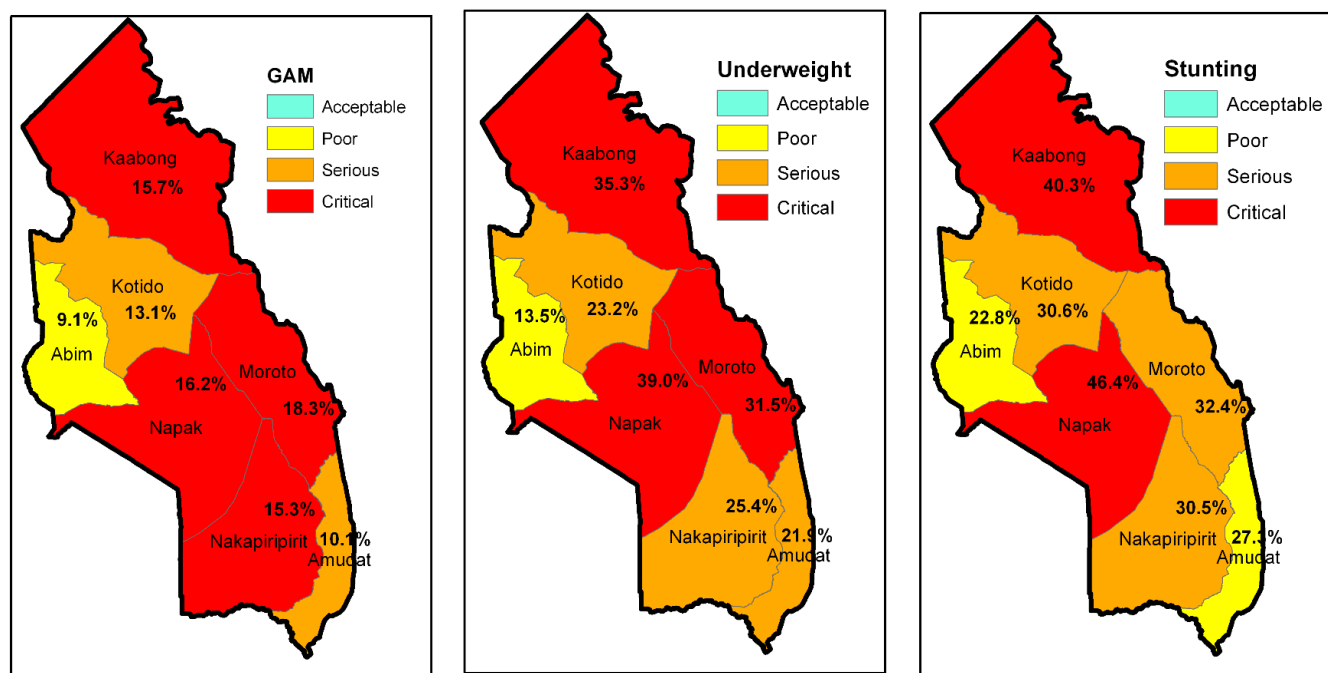 GAM
Acceptable
Poor
Serious
Critical
Kaabong
15.7%
Kotido
13.1%
9.1%
Abim
16.2%
Moroto
18.3%
Napak
15.3%
Nakapiripirit
10.1%
Amudat
Underweight
Acceptable
Poor
Serious
Critical
Kaabong
35.3%
Kotido
23.2%
13.5%
Abim
39.0%
Moroto
31.5%
Napak
25.4%
Nakapiripirit
21.9%
Amudat
Stunting
Acceptable
Poor
Serious
Critical
Kaabong
40.3%
Kotido
30.6%
22.8%
Abim
46.4%
Moroto
32.4%
Napak
30.5%
Nakapiripirit
27.3%
Amudat